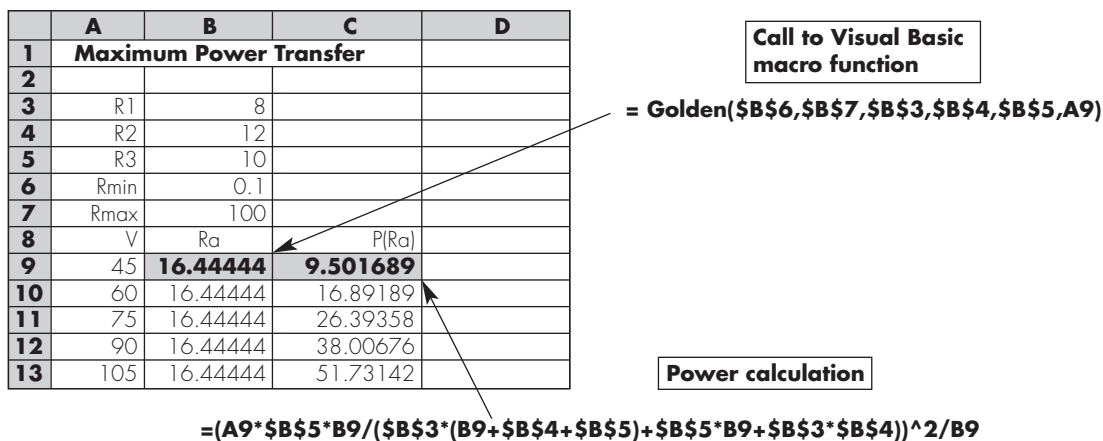 A B C D
1 Maximum Power Transfer
2
3 R1 8
4 R2 12
5 R3 10
6 Rmin 0.1
7 Rmax 100
8 V Ra P(Ra)
9 45 16.44444 9.501689
10 60 16.44444 16.89189
11 75 16.44444 26.39358
12 90 16.44444 38.00676
13 105 16.44444 51.73142
Call to Visual Basic
macro function
= Golden($B$6,$B$7,$B$3,$B$4,$B$5,A9)
Power calculation
=(A9*$B$5*B9/($B$3*(B9+$B$4+$B$5)+$B$5*B9+$B$3*$B$4))^2/B9